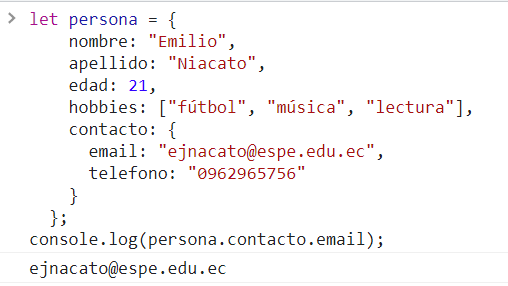 let persona = {
nombre: "Emilio",
apellido: "Niacato",
edad: 21,
hobbies: ["fútbol", "música", "lectura"],
contacto: {
email: "ejnacato@espe.edu.ec",
telefono: "0962965756"
}
};
console.log(persona.contacto.email);
ejnacato@espe.edu.ec